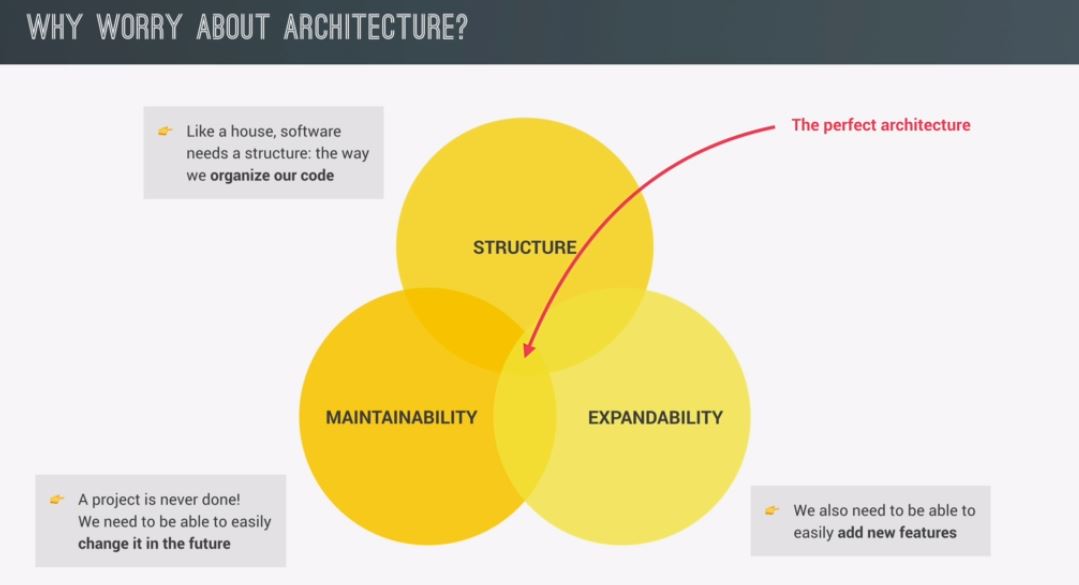 WHY WORRY ABOUT ARCHITECTURE?
Like a house, software
needs a structure: the way
we organize our code
The perfect architecture
STRUCTURE
MAINTAINABILITY
EXPANDABILITY
A project is never done!
We need to be able to easily
change it in the future
We also need to be able to
easily add new features